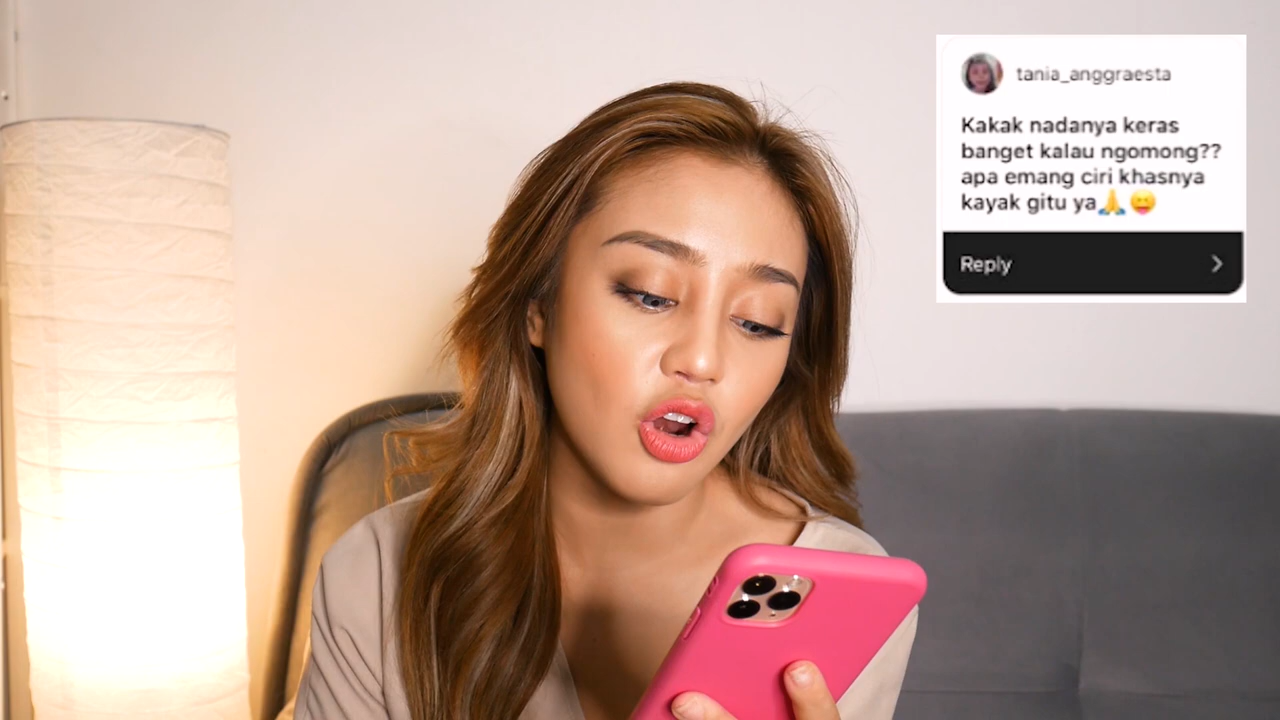 tania_anggraesta
Kakak nadanya keras
banget kalau ngomong??
apa emang ciri khasnya
kayak gitu ya🙏😛
Reply